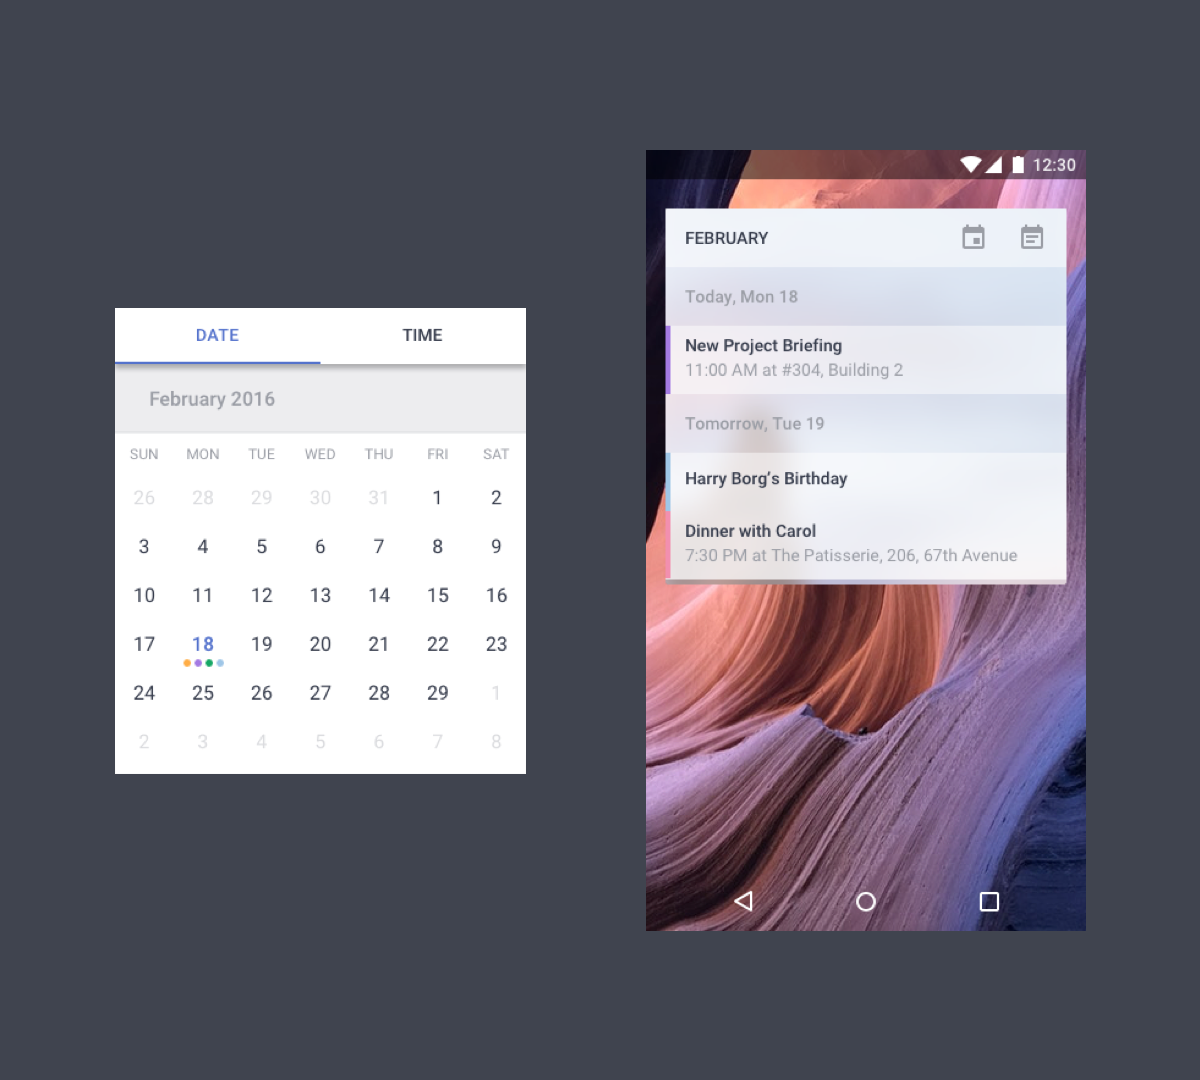 DATE TIME
February 2016
SUN MON TUE WED THU FRI SAT
26 28 29 30 31 1 2
3 4 5 6 7 8 9
10 11 12 13 14 15 16
17 18 19 20 21 22 23
24 25 26 27 28 29 1
2 3 4 5 6 7 8
12:30
FEBRUARY
Today, Mon 18
New Project Briefing
11:00 AM at #304, Building 2
Tomorrow, Tue 19
Harry Borg’s Birthday
Dinner with Carol
7:30 PM at The Patisserie, 206, 67th Avenue